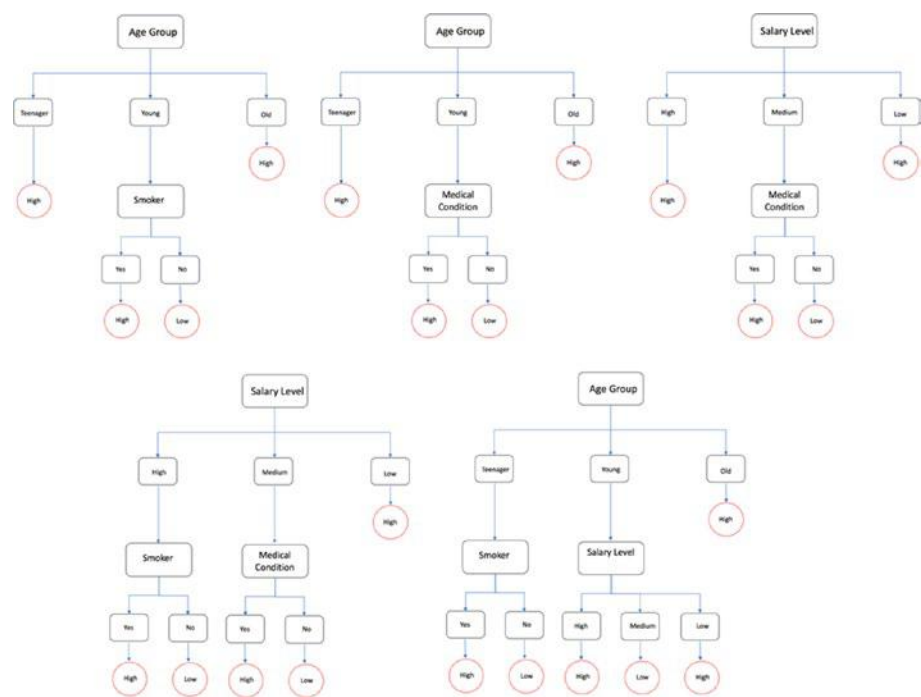 Age Group
Teenager
Young
Old
High
High
Smoker
Yes
No
High
Low
Age Group
Teenager
Young
Old
High
High
Medical
Condition
Yes
No
High
Low
Salary Level
High
Medium
Low
High
High
Medical
Condition
Yes
No
High
Low
Salary Level
High
Medium
Low
High
Smoker
Medical
Condition
Yes
No
Yes
No
High
Low
High
Low
Age Group
Teenager
Young
Old
High
Smoker
Salary Level
Yes
No
High
Medium
Low
High
Low
High
Low
High